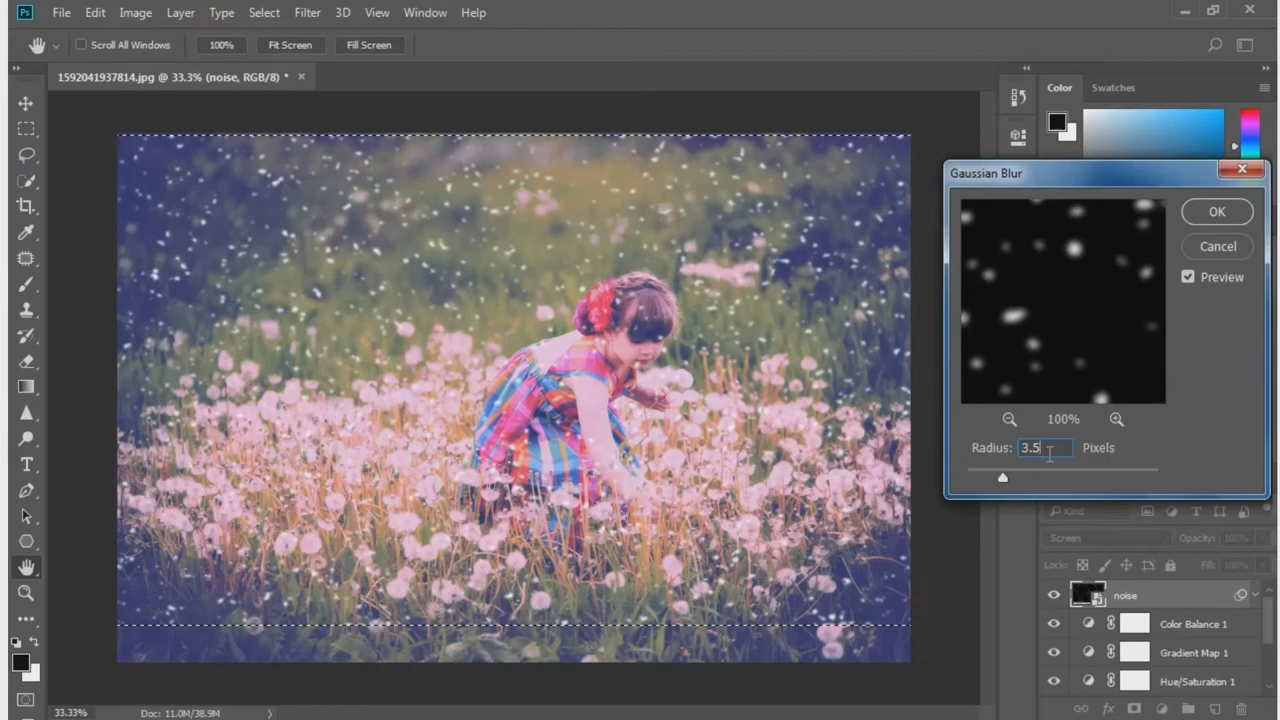 Ps File Edit Image Layer Type Select Filter 3D View Window Help
Scroll All Windows 100% Fit Screen Fill Screen
1592041937814.jpg @ 33.3% (noise, RGB/8) * ×
Color Swatches
Gaussian Blur
OK
Cancel
Preview
100%
Radius: 3.5 Pixels
Kind
Screen Opacity: 100%
Lock: Fill: 100%
noise
Color Balance 1
Gradient Map 1
Hue/Saturation 1
fx
33.33% Doc: 11.0M/38.9M